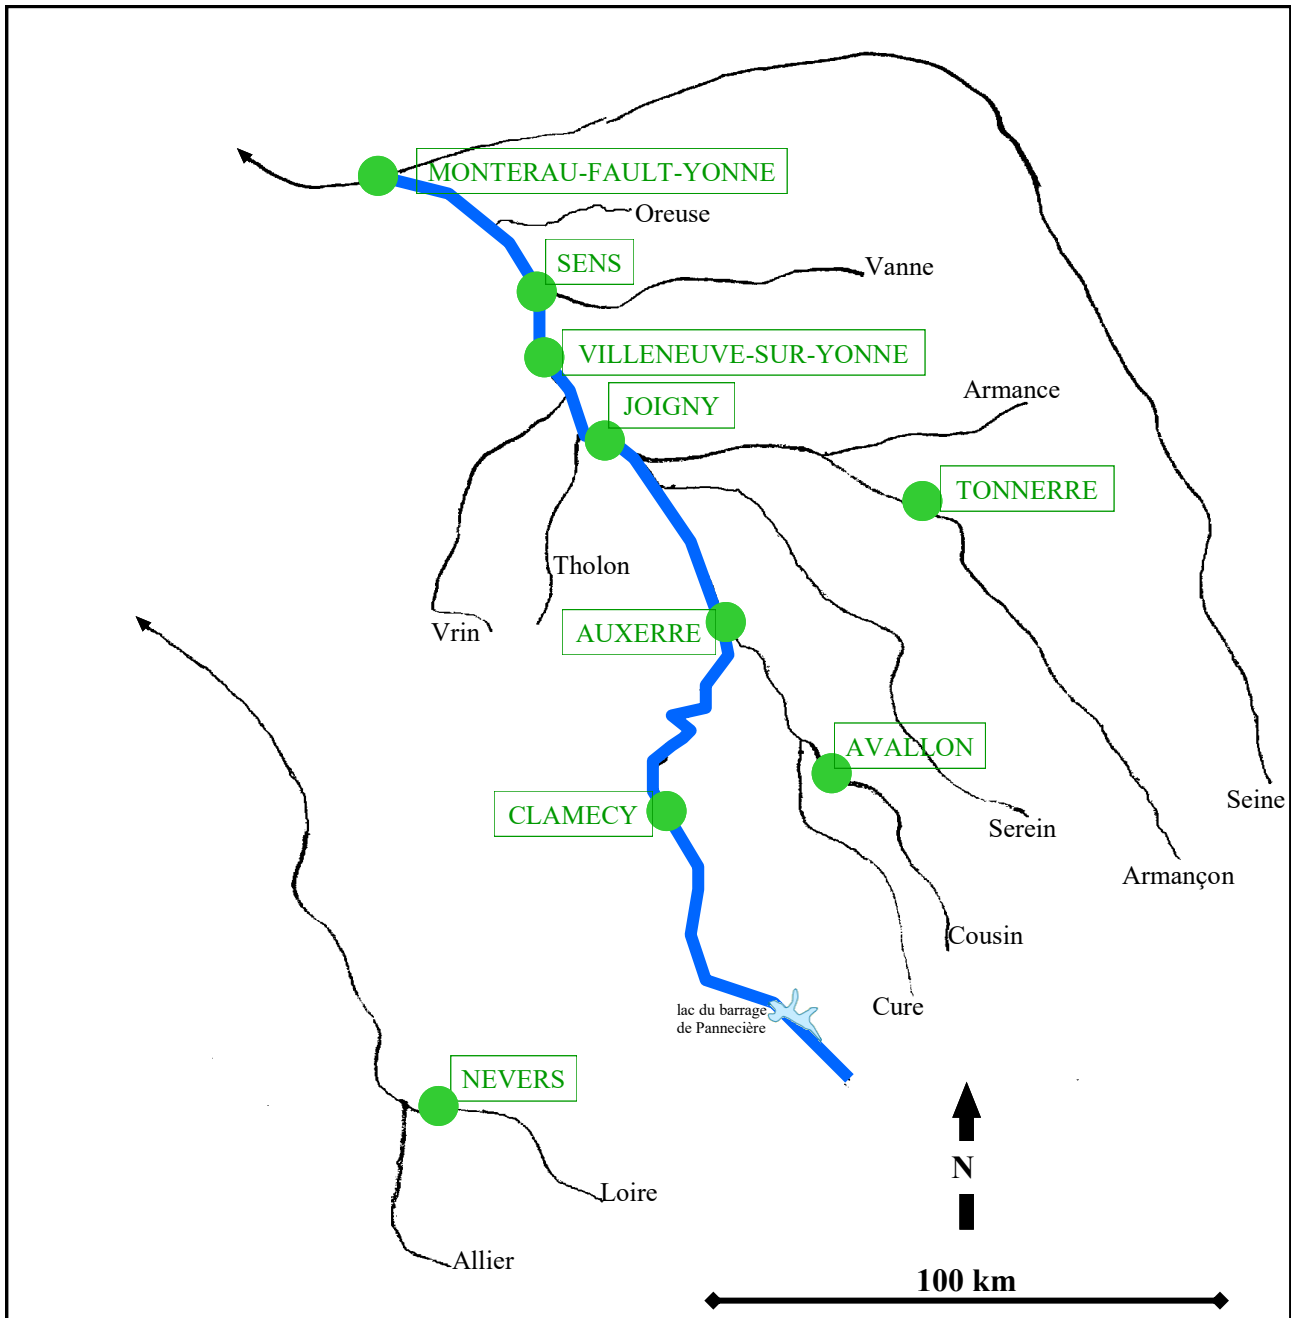 MONTERAU-FAULT-YONNE
Oreuse
SENS
Vanne
VILLENEUVE-SUR-YONNE
JOIGNY
Armance
TONNERRE
Tholon
Vrin
AUXERRE
AVALLON
CLAMECY
Seine
Serein
Armançon
Cousin
Cure
lac du barrage
de Pannecière
NEVERS
N
Loire
Allier
100 km